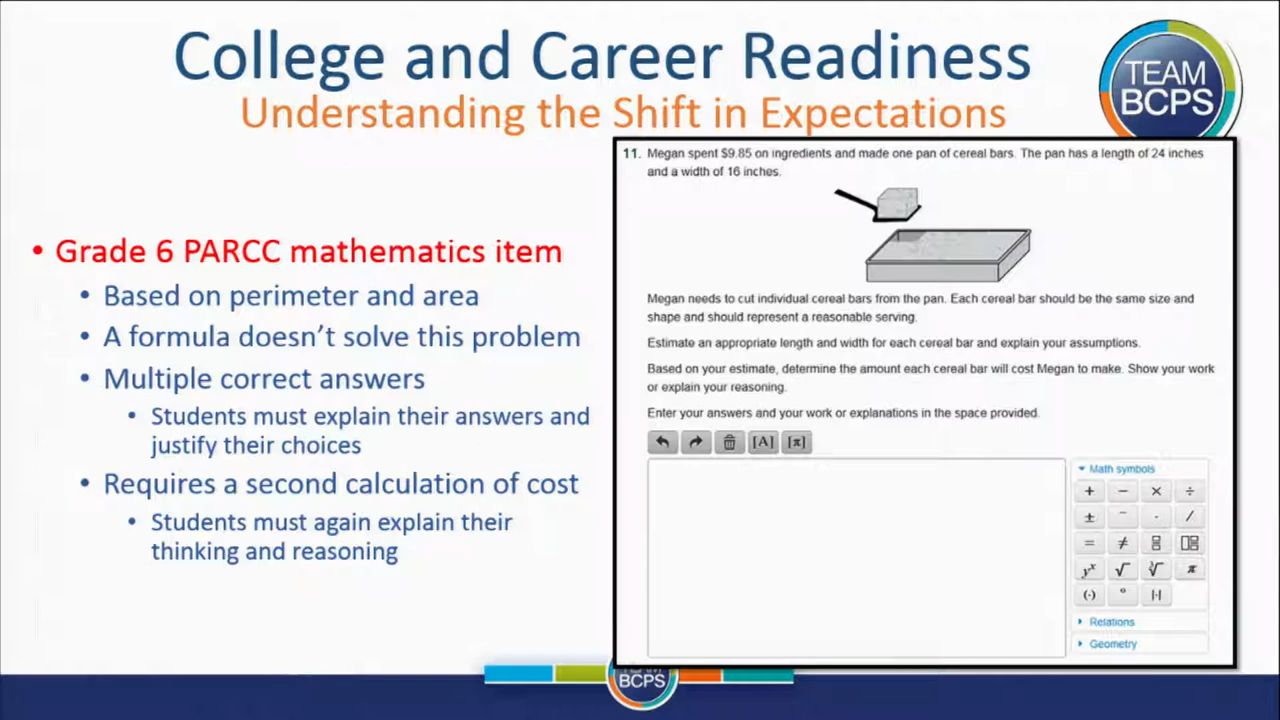 College and Career Readiness
Understanding the Shift in Expectations
TEAM
BCPS
• Grade 6 PARCC mathematics item
• Based on perimeter and area
• A formula doesn’t solve this problem
• Multiple correct answers
• Students must explain their answers and
justify their choices
• Requires a second calculation of cost
• Students must again explain their
thinking and reasoning
11. Megan spent $9.85 on ingredients and made one pan of cereal bars. The pan has a length of 24 inches
and a width of 16 inches.
Megan needs to cut individual cereal bars from the pan. Each cereal bar should be the same size and
shape and should represent a reasonable serving.
Estimate an appropriate length and width for each cereal bar and explain your assumptions.
Based on your estimate, determine the amount each cereal bar will cost Megan to make. Show your work
or explain your reasoning.
Enter your answers and your work or explanations in the space provided.
[A] [π]
Math symbols
+ − × ÷
± − · /
= ≠
yˣ √ ∛ π
(·) ° |·|
Relations
Geometry
TEAM
BCPS